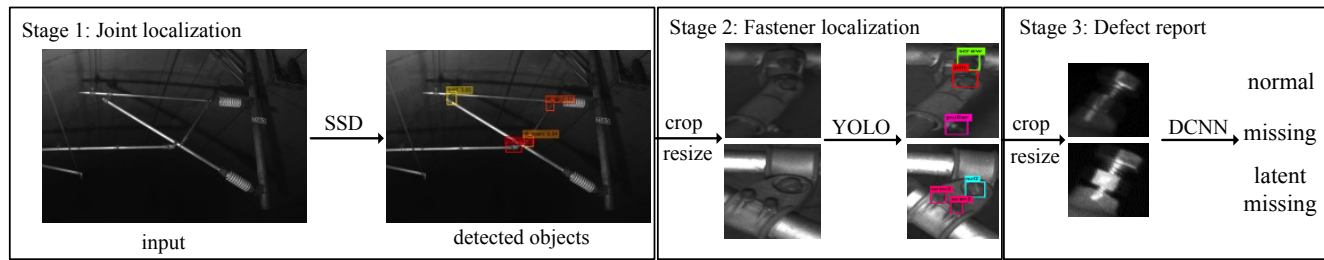 Stage 1: Joint localization
SSD
input
detected objects
crop
resize
Stage 2: Fastener localization
YOLO
crop
resize
Stage 3: Defect report
DCNN
normal
missing
latent
missing